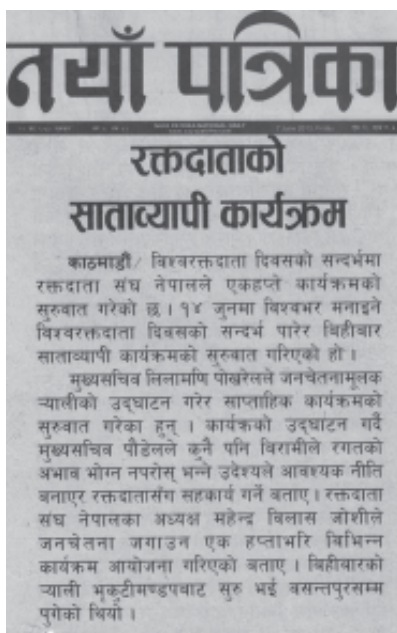 नयाँ पत्रिका
रक्तदाताको
साताव्यापी कार्यक्रम
काठमाडौं/ विश्वरक्तदाता दिवसको सन्दर्भमा
रक्तदाता संघ नेपालले एकहप्ते कार्यक्रमको
सुरुवात गरेको छ । १४ जुनमा विश्वभर मनाइने
विश्वरक्तदाता दिवसको सन्दर्भ पारेर बिहीबार
साताव्यापी कार्यक्रमको सुरुवात गरिएको हो ।
मुख्यसचिव लिलामणि पोखरेलले जनचेतनामूलक
र्‍यालीको उद्घाटन गरेर साप्ताहिक कार्यक्रमको
सुरुवात गरेका हुन् । कार्यक्रको उद्घाटन गर्दै
मुख्यसचिव पौडेलले कुनै पनि विरामीले रगतको
अभाव भोग्न नपरोस् भन्ने उदेश्यले आवश्यक नीति
बनाएर रक्तदातासँग सहकार्य गर्ने बताए । रक्तदाता
संघ नेपालका अध्यक्ष महेन्द्र विलास जोशीले
जनचेतना जगाउन एक हप्ताभरि विभिन्न
कार्यक्रम आयोजना गरिएको बताए । बिहीबारको
र्‍याली भृकुटीमण्डपबाट सुरु भई वसन्तपुरसम्म
पुगेको थियो ।